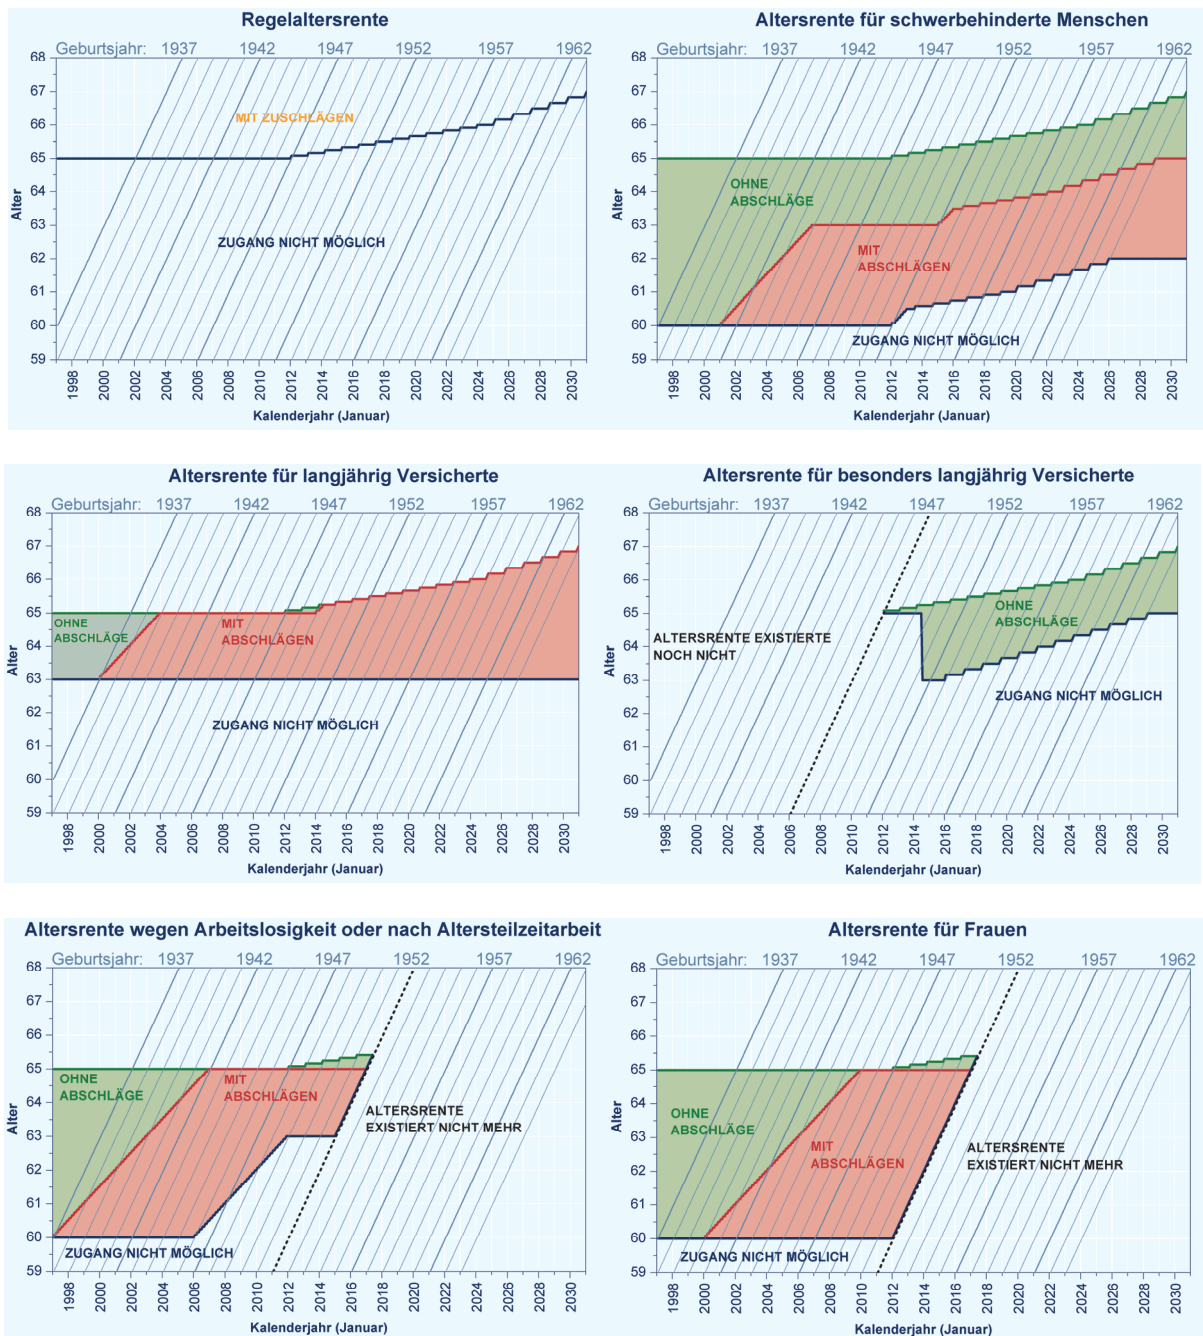 Regelaltersrente
Geburtsjahr: 1937 1942 1947 1952 1957 1962
68
67
66
65
64
63
62
61
60
59
Alter
MIT ZUSCHLÄGEN
ZUGANG NICHT MÖGLICH
1998 2000 2002 2004 2006 2008 2010 2012 2014 2016 2018 2020 2022 2024 2026 2028 2030
Kalenderjahr (Januar)
Altersrente für schwerbehinderte Menschen
Geburtsjahr: 1937 1942 1947 1952 1957 1962
68
67
66
65
64
63
62
61
60
59
Alter
OHNE
ABSCHLÄGE
MIT
ABSCHLÄGEN
ZUGANG NICHT MÖGLICH
1998 2000 2002 2004 2006 2008 2010 2012 2014 2016 2018 2020 2022 2024 2026 2028 2030
Kalenderjahr (Januar)
Altersrente für langjährig Versicherte
Geburtsjahr: 1937 1942 1947 1952 1957 1962
68
67
66
65
64
63
62
61
60
59
Alter
OHNE
ABSCHLÄGE
MIT
ABSCHLÄGEN
ZUGANG NICHT MÖGLICH
1998 2000 2002 2004 2006 2008 2010 2012 2014 2016 2018 2020 2022 2024 2026 2028 2030
Kalenderjahr (Januar)
Altersrente für besonders langjährig Versicherte
Geburtsjahr: 1937 1942 1947 1952 1957 1962
68
67
66
65
64
63
62
61
60
59
Alter
OHNE
ABSCHLÄGE
ALTERSRENTE EXISTIERTE
NOCH NICHT
ZUGANG NICHT MÖGLICH
1998 2000 2002 2004 2006 2008 2010 2012 2014 2016 2018 2020 2022 2024 2026 2028 2030
Kalenderjahr (Januar)
Altersrente wegen Arbeitslosigkeit oder nach Altersteilzeitarbeit
Geburtsjahr: 1937 1942 1947 1952 1957 1962
68
67
66
65
64
63
62
61
60
59
Alter
OHNE
ABSCHLÄGE
MIT
ABSCHLÄGEN
ALTERSRENTE
EXISTIERT NICHT MEHR
ZUGANG NICHT MÖGLICH
1998 2000 2002 2004 2006 2008 2010 2012 2014 2016 2018 2020 2022 2024 2026 2028 2030
Kalenderjahr (Januar)
Altersrente für Frauen
Geburtsjahr: 1937 1942 1947 1952 1957 1962
68
67
66
65
64
63
62
61
60
59
Alter
OHNE
ABSCHLÄGE
MIT
ABSCHLÄGEN
ALTERSRENTE
EXISTIERT NICHT MEHR
ZUGANG NICHT MÖGLICH
1998 2000 2002 2004 2006 2008 2010 2012 2014 2016 2018 2020 2022 2024 2026 2028 2030
Kalenderjahr (Januar)